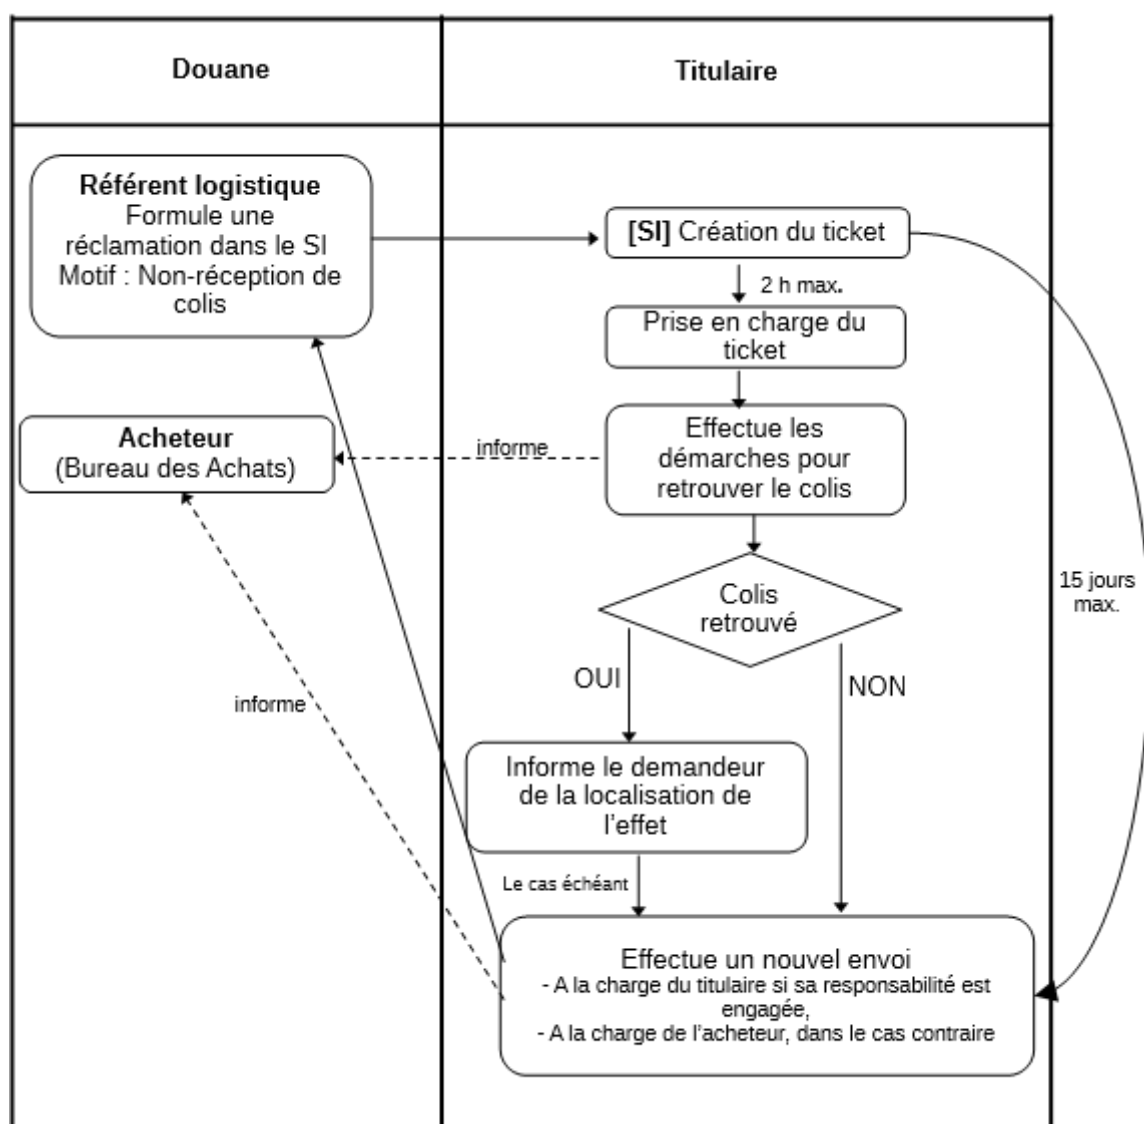 Douane
Titulaire
Référent logistique
Formule une
réclamation dans le SI
Motif : Non-réception de
colis
[SI] Création du ticket
2 h max.
Prise en charge du
ticket
Effectue les
démarches pour
retrouver le colis
Acheteur
(Bureau des Achats)
informe
Colis
retrouvé
15 jours
max.
OUI
NON
informe
Informe le demandeur
de la localisation de
l'effet
Le cas échéant
Effectue un nouvel envoi
- A la charge du titulaire si sa responsabilité est
engagée,
- A la charge de l'acheteur, dans le cas contraire